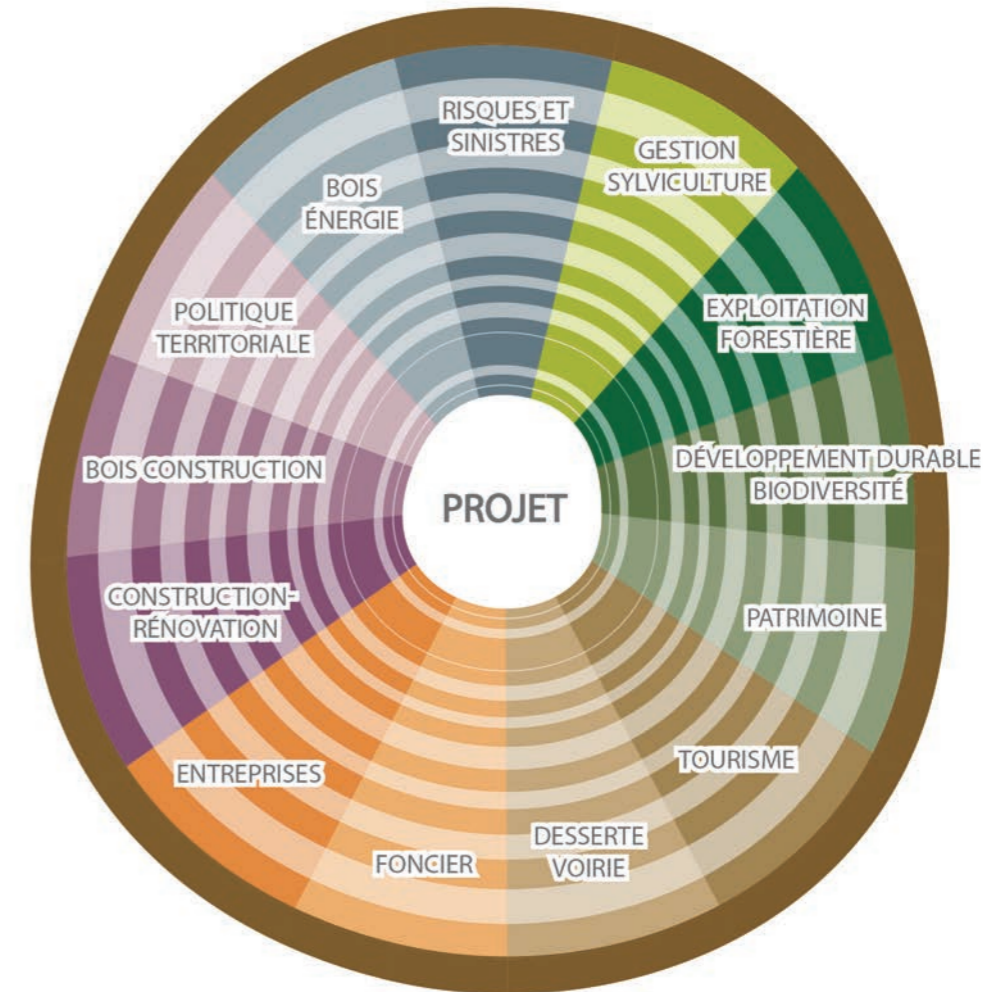 RISQUES ET
SINISTRES
GESTION
SYLVICULTURE
BOIS
ÉNERGIE
EXPLOITATION
FORESTIÈRE
POLITIQUE
TERRITORIALE
DÉVELOPPEMENT DURABLE
BIODIVERSITÉ
BOIS CONSTRUCTION
PROJET
PATRIMOINE
CONSTRUCTION-
RÉNOVATION
TOURISME
ENTREPRISES
DESSERTE
VOIRIE
FONCIER